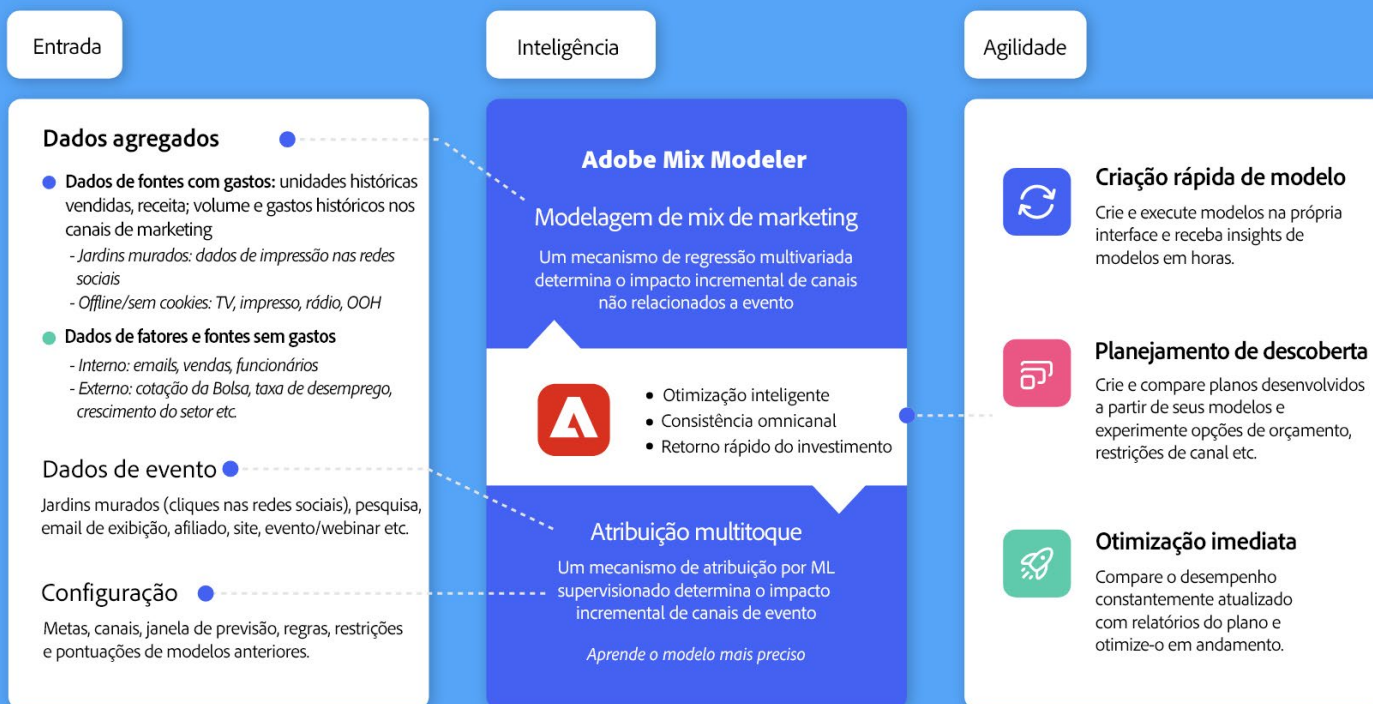 Entrada
Dados agregados
Dados de fontes com gastos: unidades históricas
vendidas, receita; volume e gastos históricos nos
canais de marketing
- Jardins murados: dados de impressão nas redes
sociais
- Offline/sem cookies: TV, impresso, rádio, OOH
Dados de fatores e fontes sem gastos
- Interno: emails, vendas, funcionários
- Externo: cotação da Bolsa, taxa de desemprego,
crescimento do setor etc.
Dados de evento
Jardins murados (cliques nas redes sociais), pesquisa,
email de exibição, afiliado, site, evento/webinar etc.
Configuração
Metas, canais, janela de previsão, regras, restrições
e pontuações de modelos anteriores.
Inteligência
Adobe Mix Modeler
Modelagem de mix de marketing
Um mecanismo de regressão multivariada
determina o impacto incremental de canais
não relacionados a evento
• Otimização inteligente
• Consistência omnicanal
• Retorno rápido do investimento
Atribuição multitoque
Um mecanismo de atribuição por ML
supervisionado determina o impacto
incremental de canais de evento
Aprende o modelo mais preciso
Agilidade
Criação rápida de modelo
Crie e execute modelos na própria
interface e receba insights de
modelos em horas.
Planejamento de descoberta
Crie e compare planos desenvolvidos
a partir de seus modelos e
experimente opções de orçamento,
restrições de canal etc.
Otimização imediata
Compare o desempenho
constantemente atualizado
com relatórios do plano e
otimize-o em andamento.